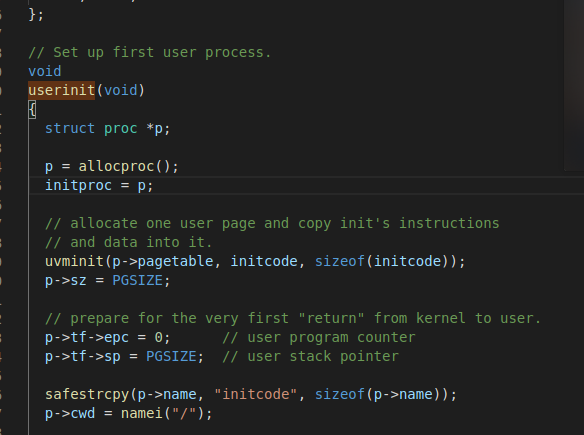 };
// Set up first user process.
void
userinit(void)
{
  struct proc *p;
  p = allocproc();
  initproc = p;
  // allocate one user page and copy init's instructions
  // and data into it.
  uvminit(p->pagetable, initcode, sizeof(initcode));
  p->sz = PGSIZE;
  // prepare for the very first "return" from kernel to user.
  p->tf->epc = 0;      // user program counter
  p->tf->sp = PGSIZE;  // user stack pointer
  safestrcpy(p->name, "initcode", sizeof(p->name));
  p->cwd = namei("/");